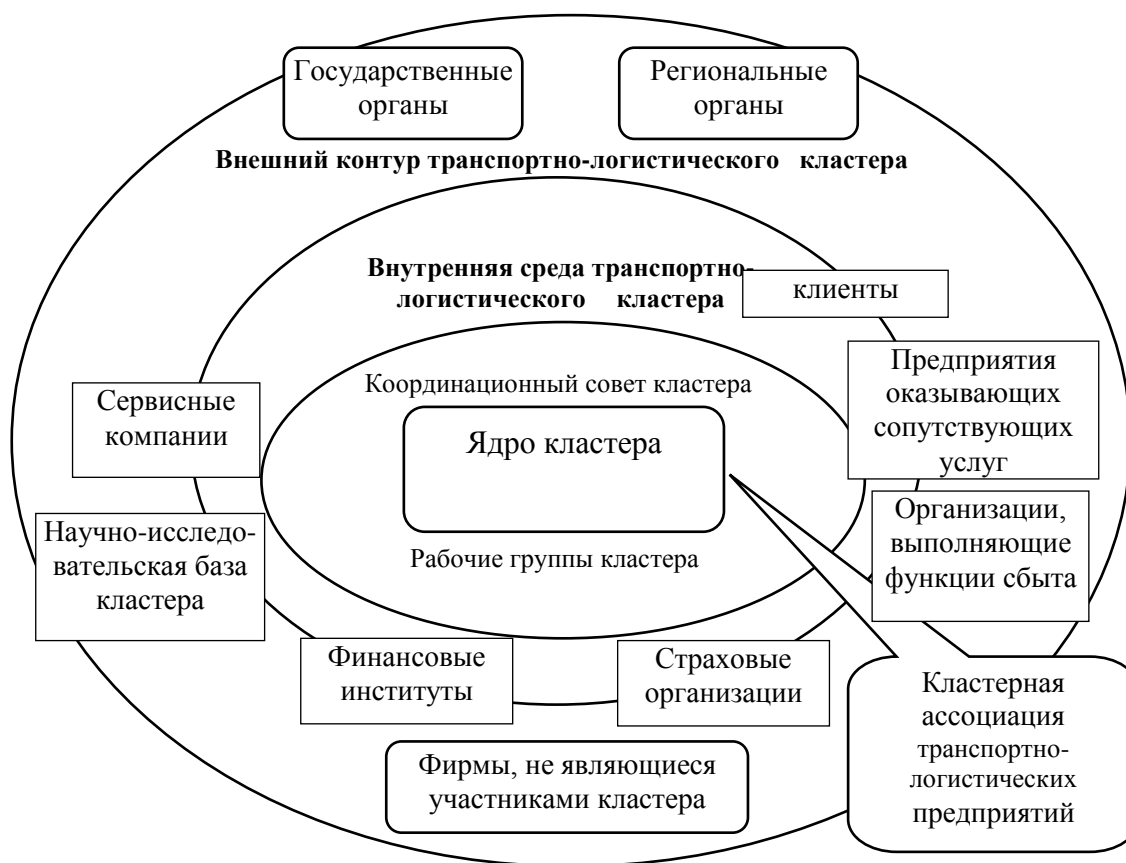 Государственные
органы
Региональные
органы
Внешний контур транспортно-логистического кластера
Внутренняя среда транспортно-
логистического кластера
клиенты
Координационный совет кластера
Ядро кластера
Рабочие группы кластера
Сервисные
компании
Предприятия
оказывающих
сопутствующих
услуг
Научно-исследо-
вательская база
кластера
Организации,
выполняющие
функции сбыта
Финансовые
институты
Страховые
организации
Кластерная
ассоциация
транспортно-
логистических
предприятий
Фирмы, не являющиеся
участниками кластера